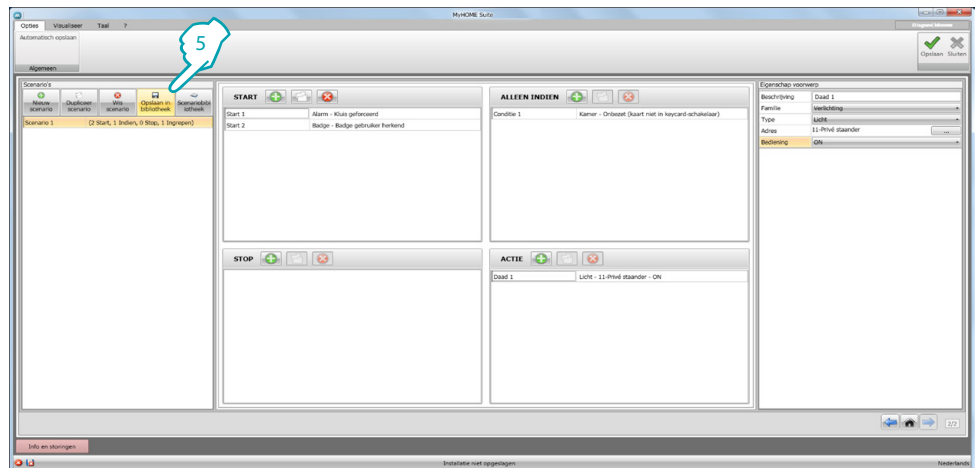 MyHOME Suite
Opties Visualiseer Taal ?
Automatisch opslaan
Algemeen
5
Opslaan Sluiten
Scenario's
Nieuw scenario
Dupliceer scenario
Wis scenario
Opslaan in bibliotheek
Scenariobibliotheek
Scenario 1 (2 Start, 1 Indien, 0 Stop, 1 Ingrepen)
START
Start 1 Alarm - Kluis geforceerd
Start 2 Badge - Badge gebruiker herkend
ALLEEN INDIEN
Conditie 1 Kamer - Onbezet (kaart niet in keycard-schakelaar)
STOP
ACTIE
Daad 1 Licht - 11-Privé staander - ON
Eigenschap voorwerp
Beschrijving Daad 1
Familie Verlichting
Type Licht
Adres 11-Privé staander ...
Bediening ON
2/2
Info en storingen
Installatie niet opgeslagen
Nederlands